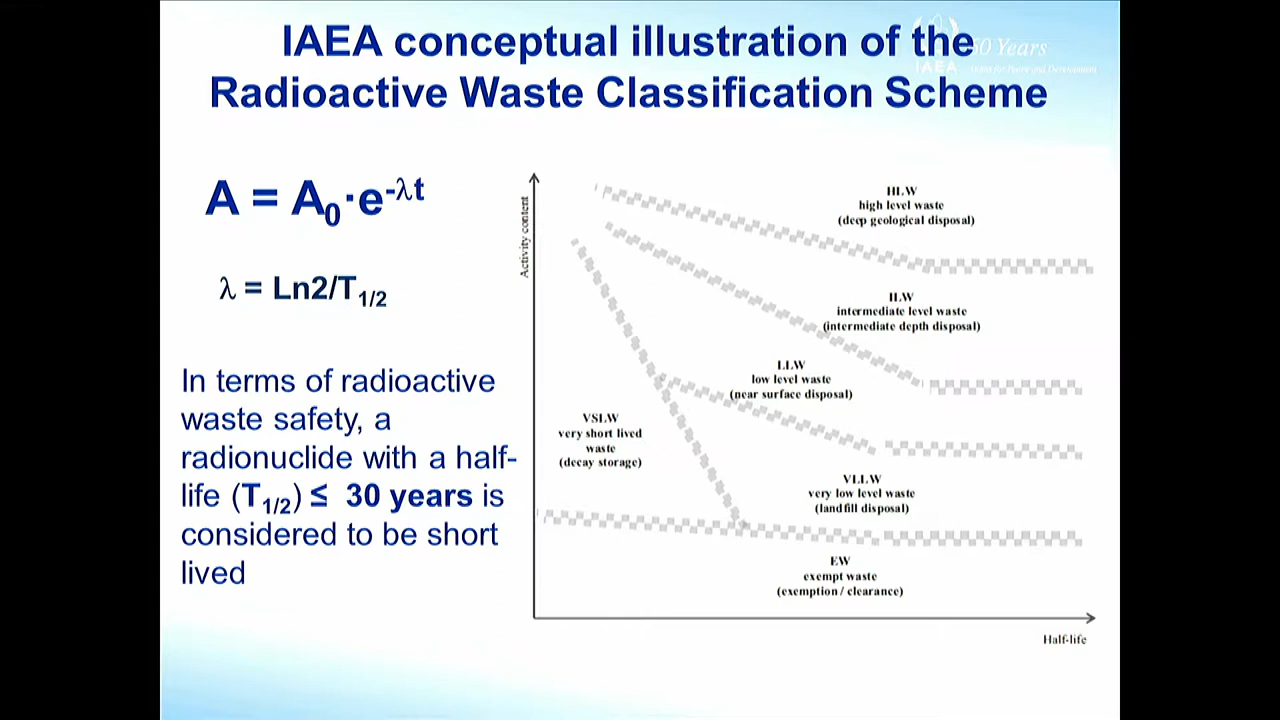 IAEA conceptual illustration of the
Radioactive Waste Classification Scheme
60 Years
IAEA
A = A₀·e^-λt
λ = Ln2/T1/2
In terms of radioactive
waste safety, a
radionuclide with a half-
life (T1/2) ≤ 30 years is
considered to be short
lived
Activity content
HLW
high level waste
(deep geological disposal)
ILW
intermediate level waste
(intermediate depth disposal)
LLW
low level waste
(near surface disposal)
VSLW
very short lived
waste
(decay storage)
VLLW
very low level waste
(landfill disposal)
EW
exempt waste
(exemption / clearance)
Half-life